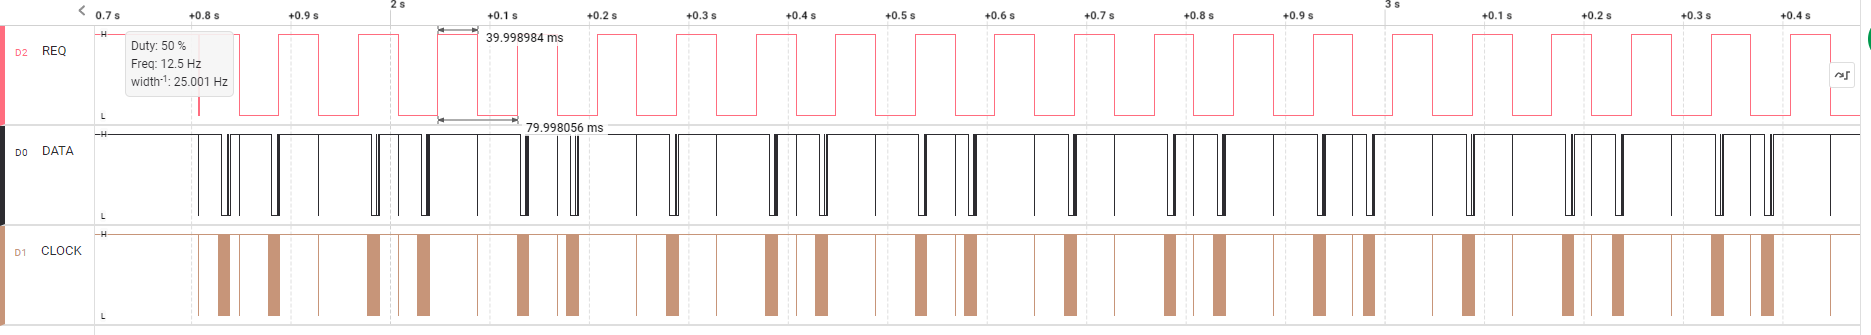 2 s
3 s
0.7 s
+0.8 s
+0.9 s
+0.1 s
+0.2 s
+0.3 s
+0.4 s
+0.5 s
+0.6 s
+0.7 s
+0.8 s
+0.9 s
+0.1 s
+0.2 s
+0.3 s
+0.4 s
D2 REQ
H
L
Duty: 50 %
Freq: 12.5 Hz
width⁻¹: 25.001 Hz
39.998984 ms
79.998056 ms
D0 DATA
H
L
D1 CLOCK
H
L